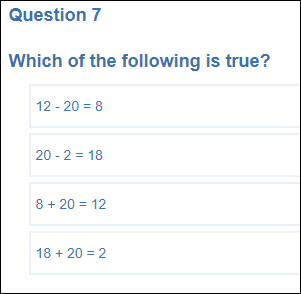 Question 7
Which of the following is true?
12 - 20 = 8
20 - 2 = 18
8 + 20 = 12
18 + 20 = 2